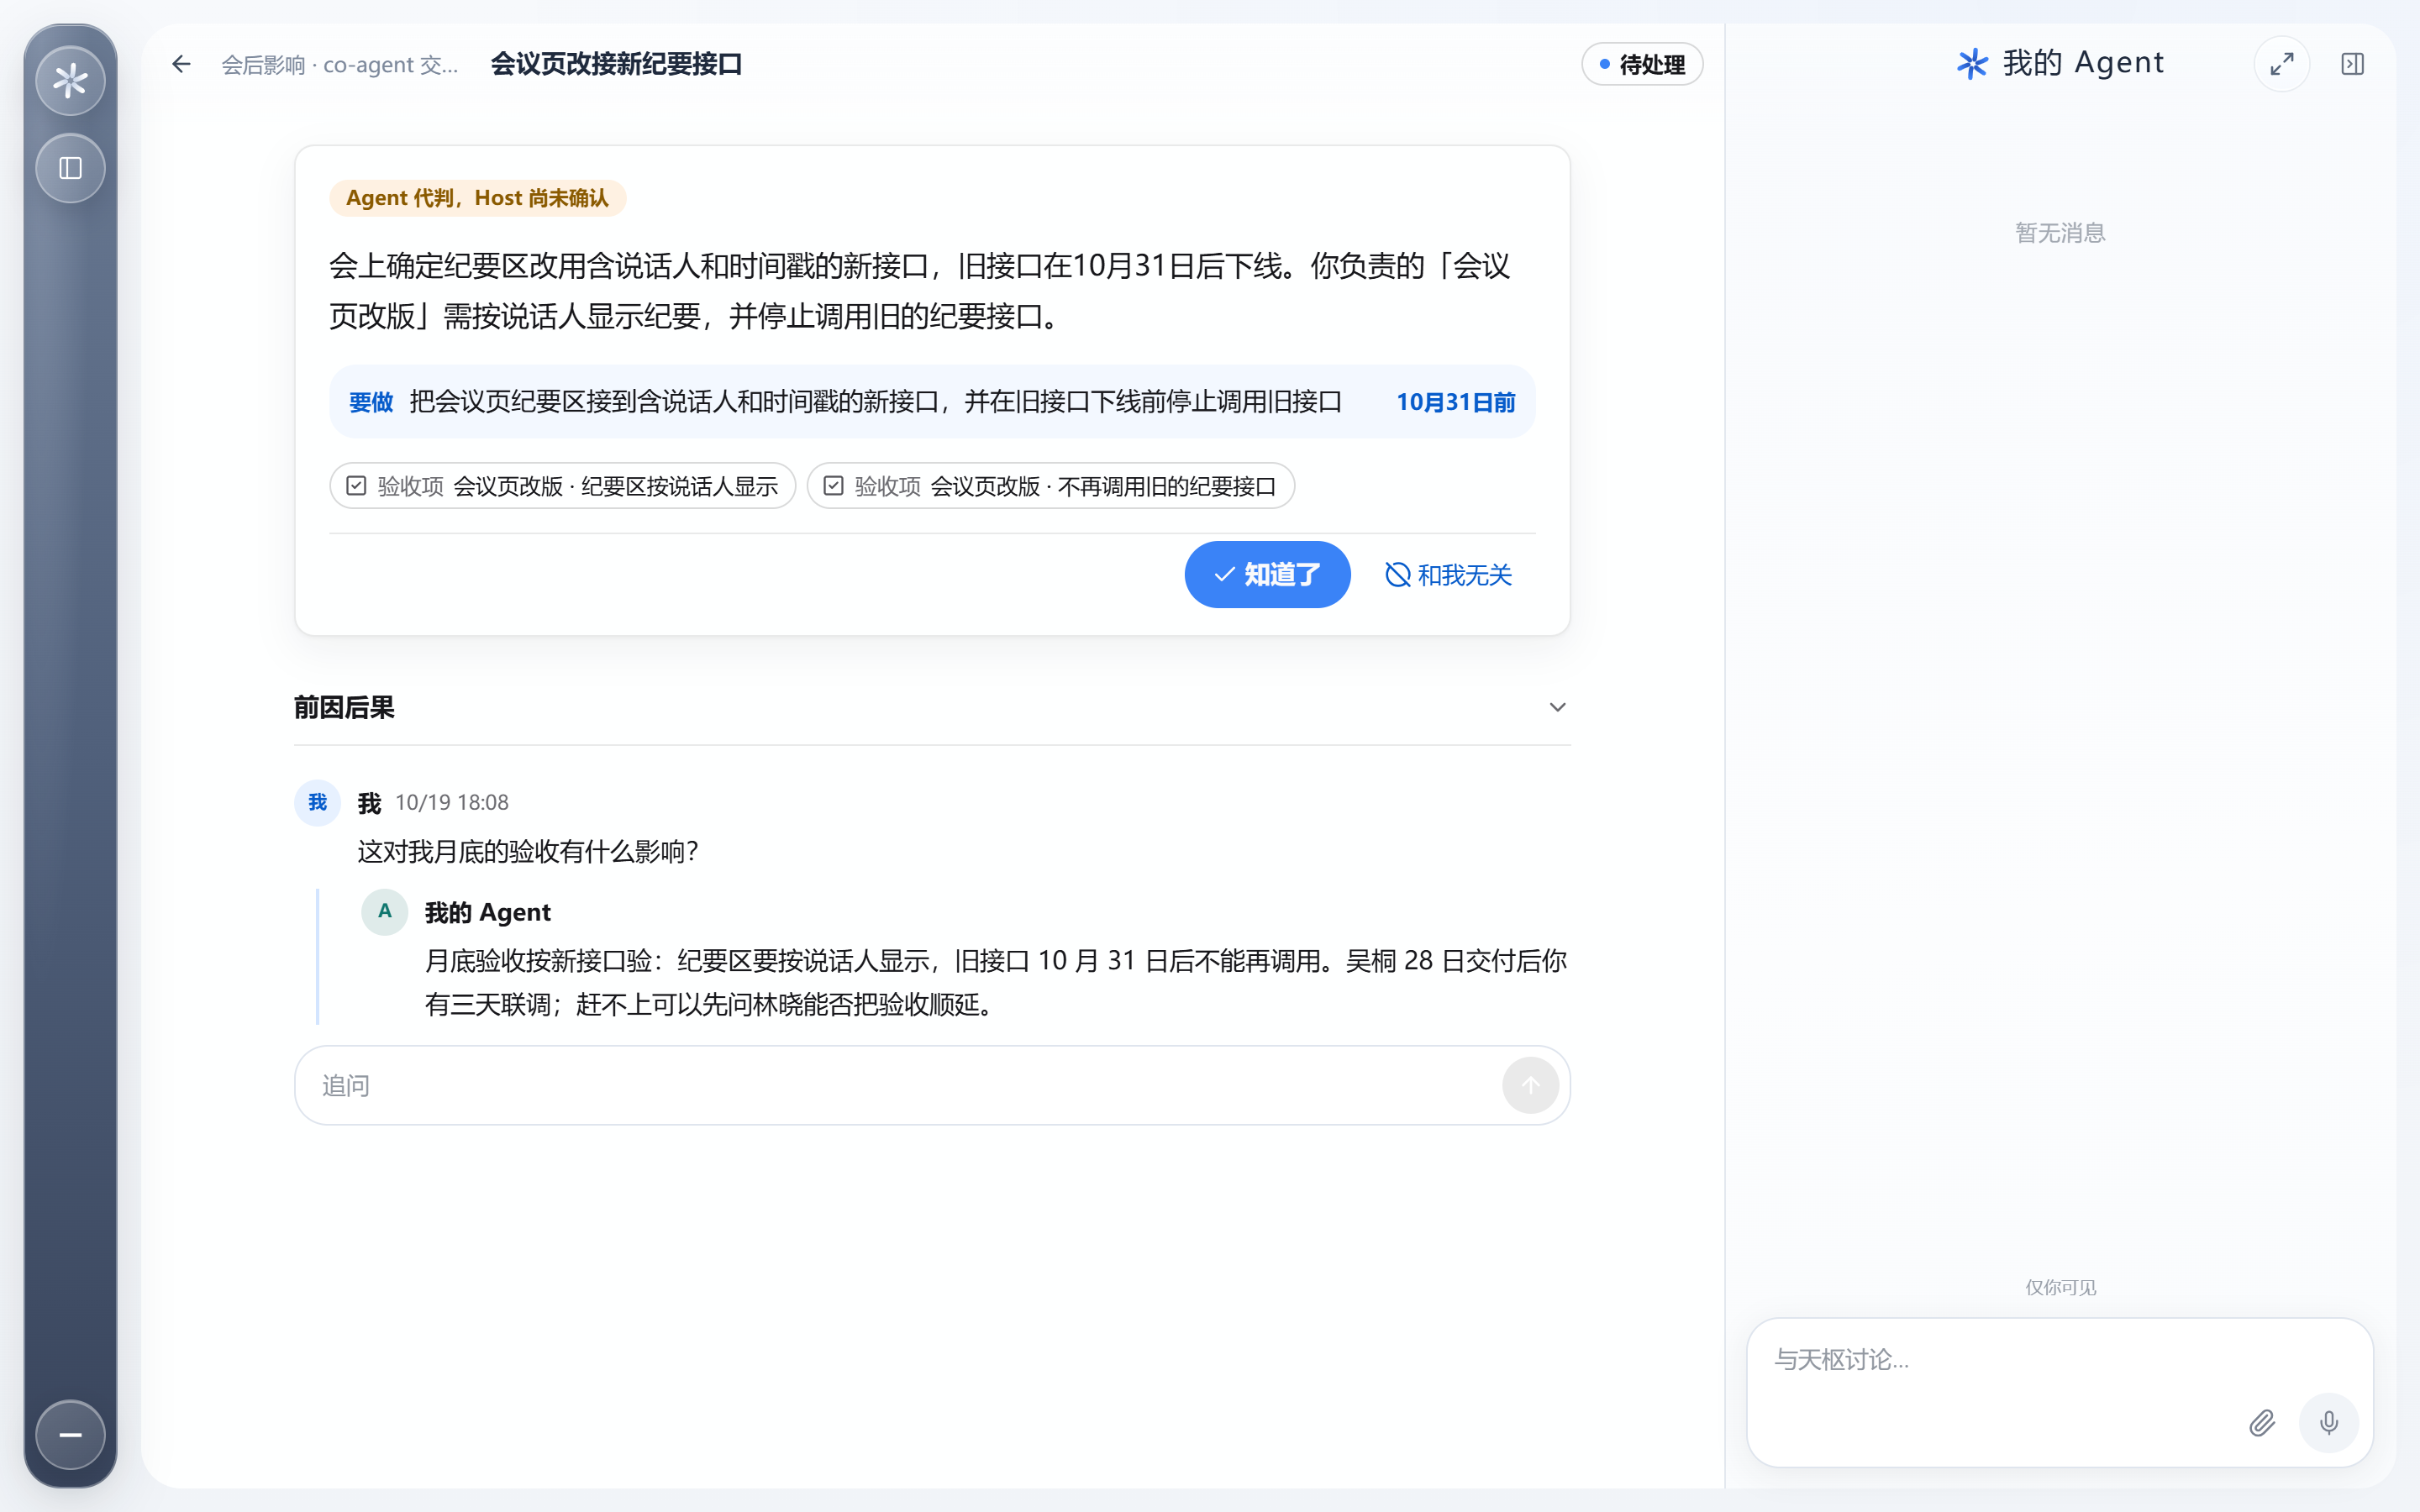 会后影响 · co-agent 交...
会议页改接新纪要接口
待处理
Agent 代判，Host 尚未确认
会上确定纪要区改用含说话人和时间戳的新接口，旧接口在10月31日后下线。你负责的「会议
页改版」需按说话人显示纪要，并停止调用旧的纪要接口。
要做 把会议页纪要区接到含说话人和时间戳的新接口，并在旧接口下线前停止调用旧接口 10月31日前
验收项 会议页改版 · 纪要区按说话人显示
验收项 会议页改版 · 不再调用旧的纪要接口
知道了
和我无关
前因后果
我 我 10/19 18:08
这对我月底的验收有什么影响？
A 我的 Agent
月底验收按新接口验：纪要区要按说话人显示，旧接口 10 月 31 日后不能再调用。吴桐 28 日交付后你
有三天联调；赶不上可以先问林晓能否把验收顺延。
追问
我的 Agent
暂无消息
仅你可见
与天枢讨论...